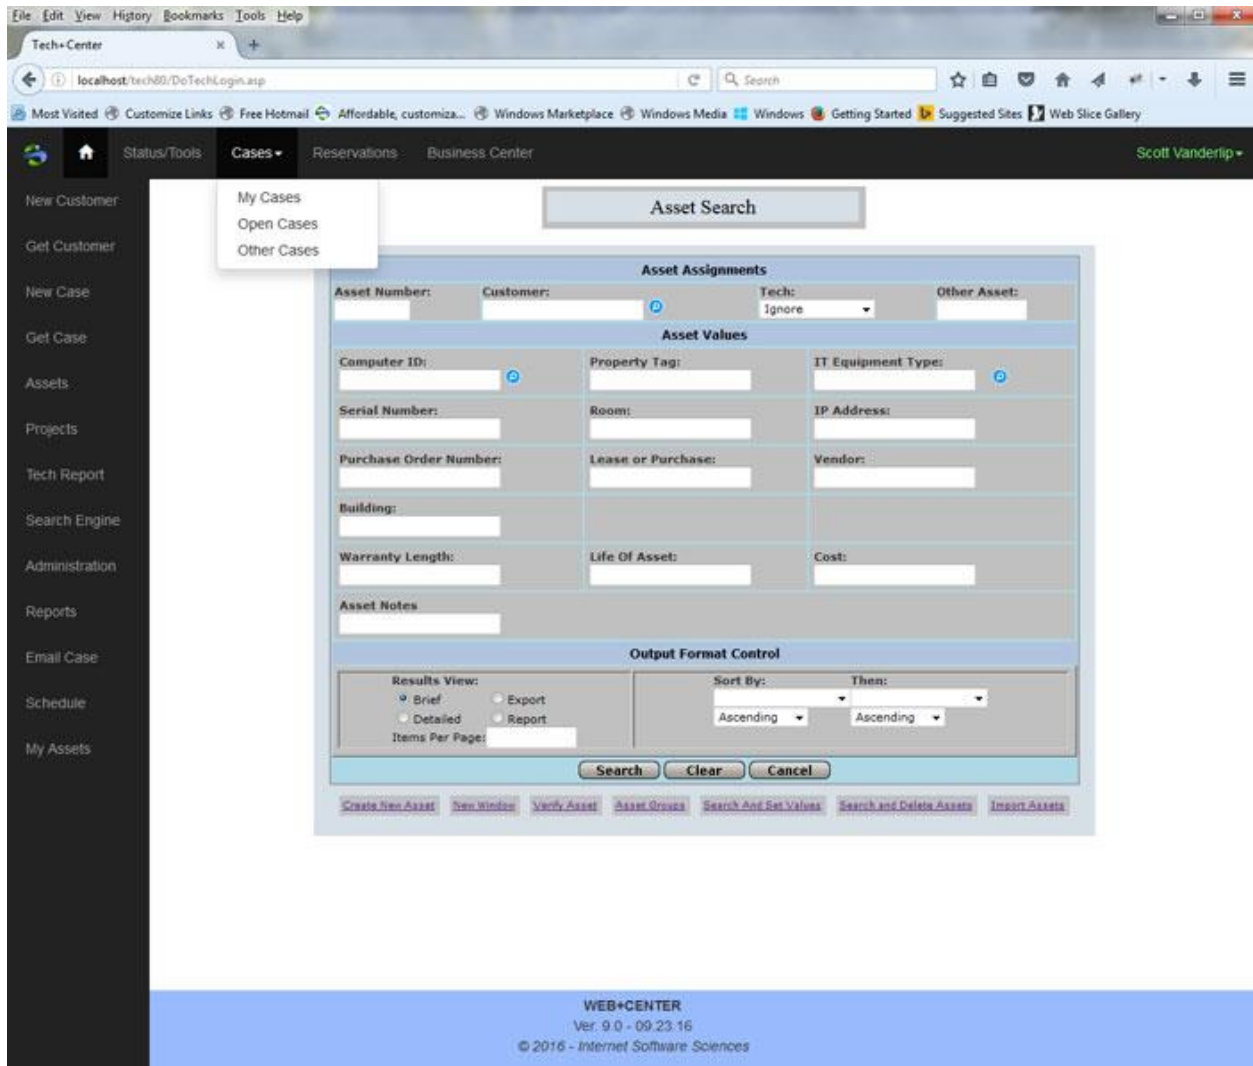 File Edit View History Bookmarks Tools Help
Tech+Center × +
localhost/tech80/DoTechLogin.asp Search
Most Visited Customize Links Free Hotmail Affordable, customiza... Windows Marketplace Windows Media Windows Getting Started Suggested Sites Web Slice Gallery
Status/Tools Cases Reservations Business Center Scott Vanderlip
New Customer
Get Customer
New Case
Get Case
Assets
Projects
Tech Report
Search Engine
Administration
Reports
Email Case
Schedule
My Assets
My Cases
Open Cases
Other Cases
Asset Search
Asset Assignments
Asset Number: Customer: Tech: Other Asset:
Ignore
Asset Values
Computer ID: Property Tag: IT Equipment Type:
Serial Number: Room: IP Address:
Purchase Order Number: Lease or Purchase: Vendor:
Building:
Warranty Length: Life Of Asset: Cost:
Asset Notes
Output Format Control
Results View: Sort By: Then:
Brief Export
Detailed Report Ascending Ascending
Items Per Page:
Search Clear Cancel
Create New Asset New Window Verify Asset Asset Groups Search And Set Values Search and Delete Assets Import Assets
WEB+CENTER
Ver. 9.0 - 09.23.16
© 2016 - Internet Software Sciences